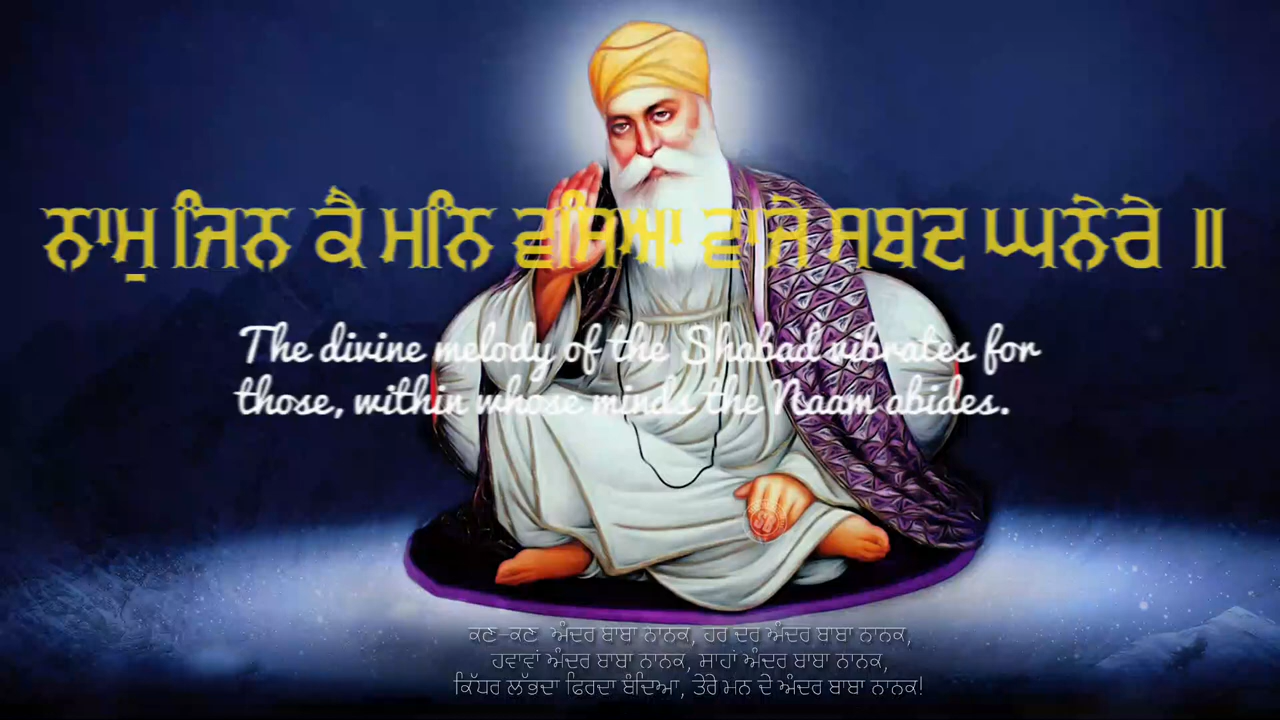 ਨਾਮੁ ਜਿਨ ਕੈ ਮਨਿ ਵਸਿਆ ਵਾਜੇ ਸਬਦ ਘਨੇਰੇ ॥
The divine melody of the Shabad vibrates for
those, within whose minds the Naam abides.
ਕਣ-ਕਣ ਅੰਦਰ ਬਾਬਾ ਨਾਨਕ, ਹਰ ਦਰ ਅੰਦਰ ਬਾਬਾ ਨਾਨਕ,
ਹਵਾਵਾਂ ਅੰਦਰ ਬਾਬਾ ਨਾਨਕ, ਸਾਹਾਂ ਅੰਦਰ ਬਾਬਾ ਨਾਨਕ,
ਕਿੱਧਰ ਲੱਭਦਾ ਫਿਰਦਾ ਬੰਦਿਆ, ਤੇਰੇ ਮਨ ਦੇ ਅੰਦਰ ਬਾਬਾ ਨਾਨਕ!